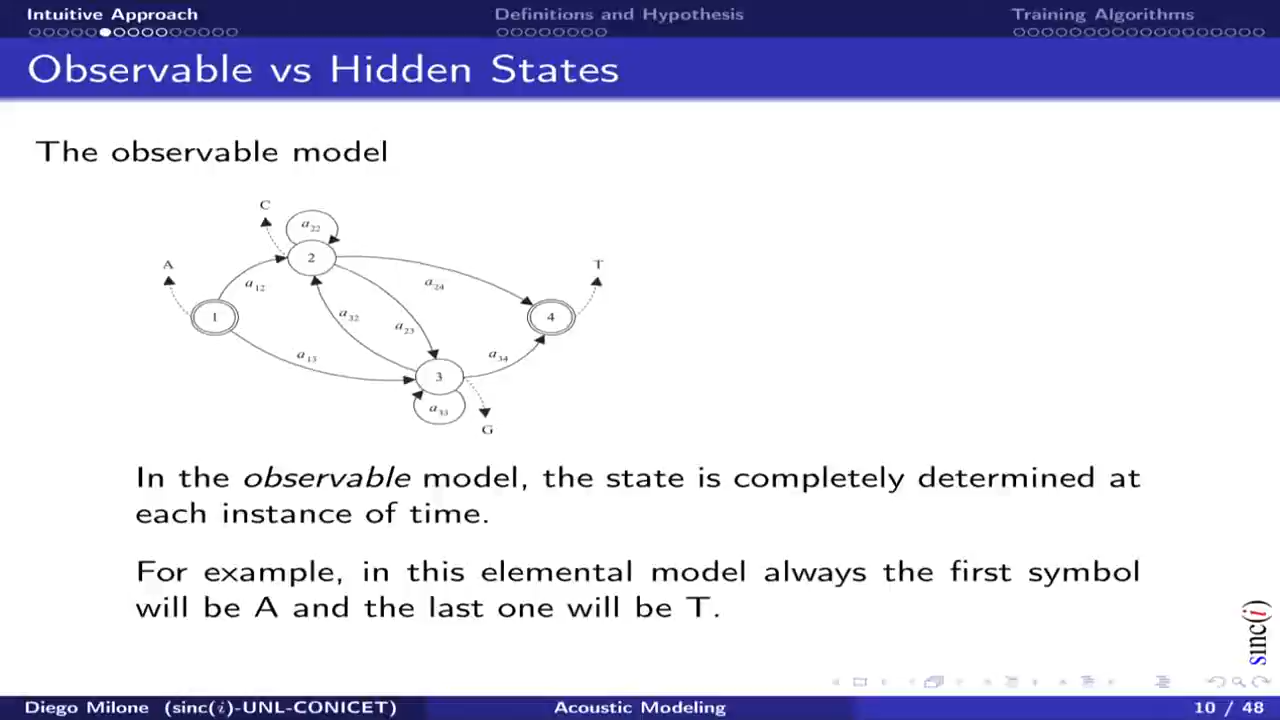 Intuitive Approach Definitions and Hypothesis Training Algorithms
Observable vs Hidden States
The observable model
C
a22
A
2
T
a12
a24
1
a32
a23
4
a13
a34
3
a33
G
In the observable model, the state is completely determined at
each instance of time.
For example, in this elemental model always the first symbol
will be A and the last one will be T.
sinc(i)
Diego Milone (sinc(i)-UNL-CONICET) Acoustic Modeling 10 / 48